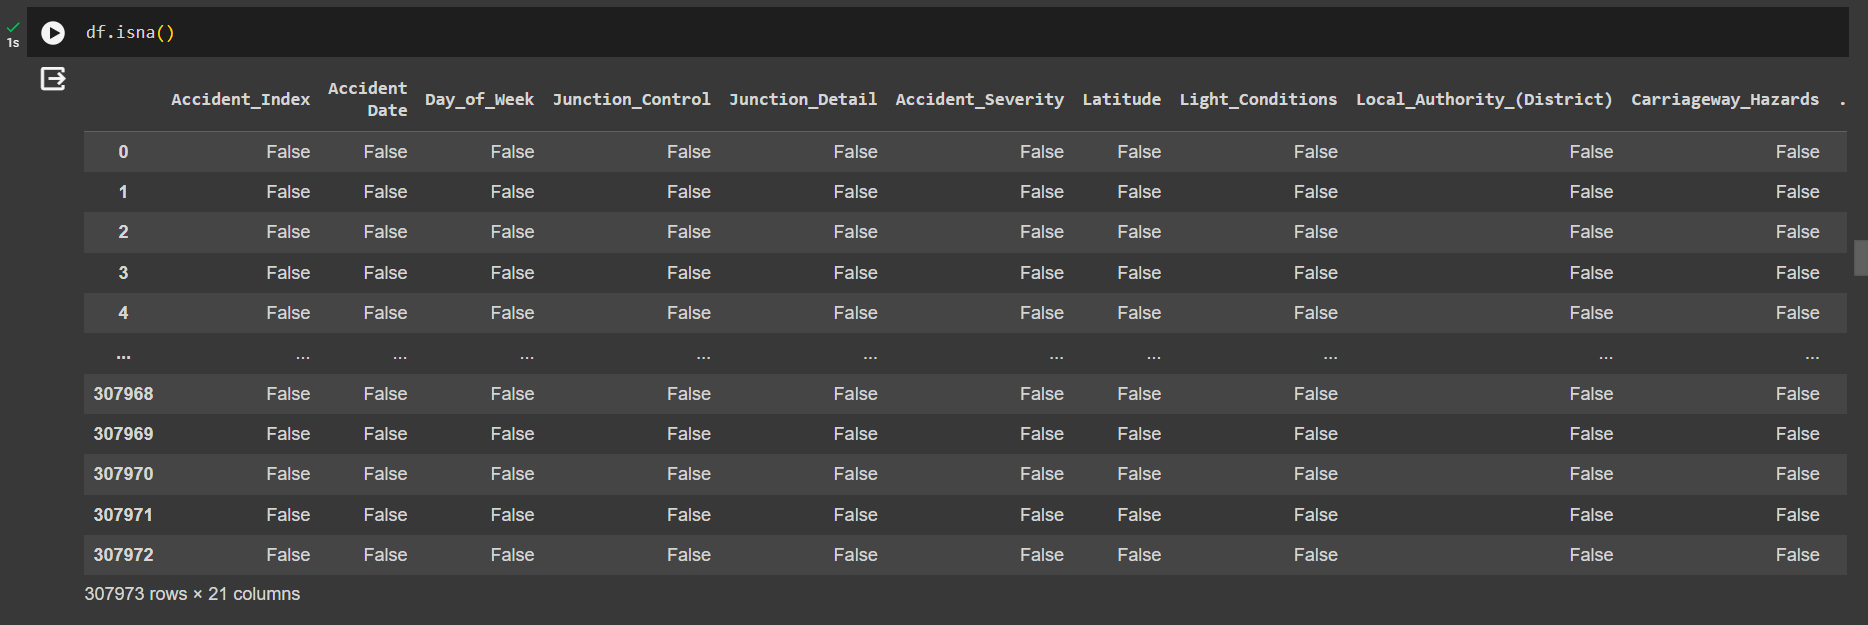 df.isna()
1s
Accident_Index Accident Date Day_of_Week Junction_Control Junction_Detail Accident_Severity Latitude Light_Conditions Local_Authority_(District) Carriageway_Hazards .
0 False False False False False False False False False False
1 False False False False False False False False False False
2 False False False False False False False False False False
3 False False False False False False False False False False
4 False False False False False False False False False False
... ... ... ... ... ... ... ... ... ... ...
307968 False False False False False False False False False False
307969 False False False False False False False False False False
307970 False False False False False False False False False False
307971 False False False False False False False False False False
307972 False False False False False False False False False False
307973 rows × 21 columns